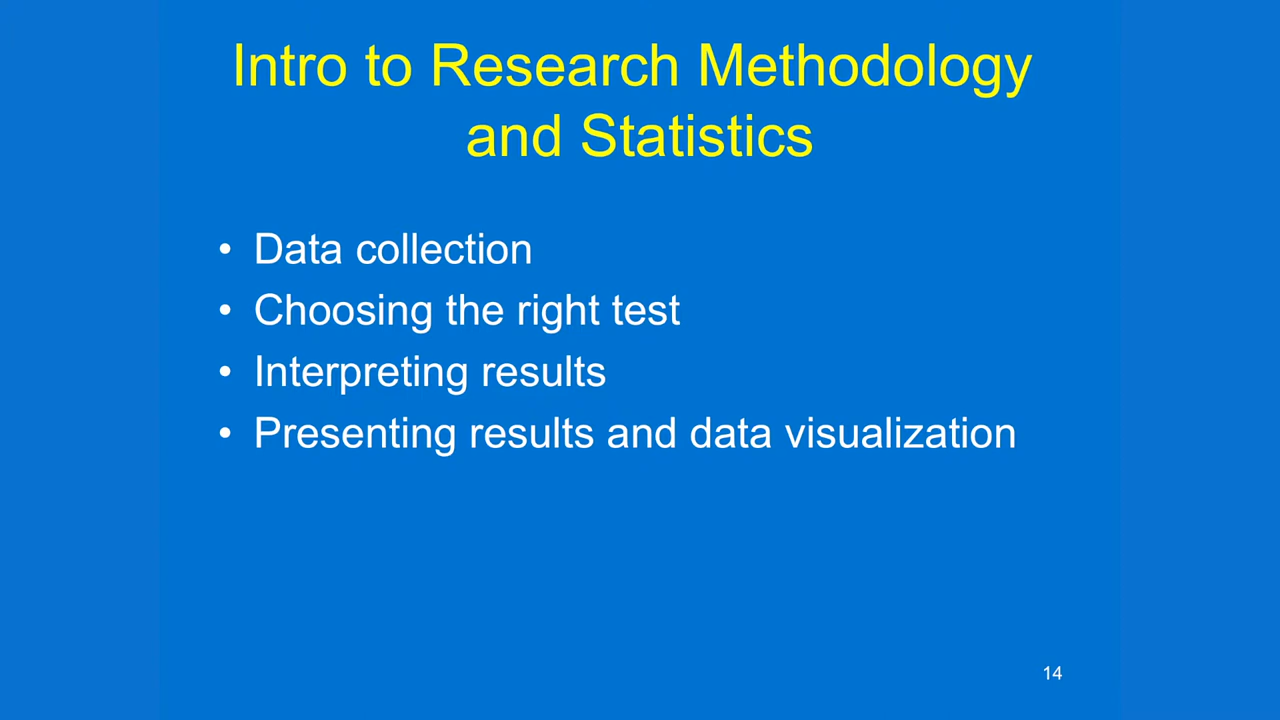 Intro to Research Methodology
and Statistics
• Data collection
• Choosing the right test
• Interpreting results
• Presenting results and data visualization
14